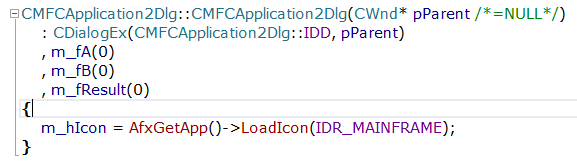 CMFCApplication2Dlg::CMFCApplication2Dlg(CWnd* pParent /*=NULL*/)
: CDialogEx(CMFCApplication2Dlg::IDD, pParent)
, m_fA(0)
, m_fB(0)
, m_fResult(0)
{
m_hIcon = AfxGetApp()->LoadIcon(IDR_MAINFRAME);
}